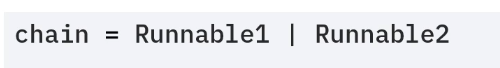 chain = Runnable1 | Runnable2